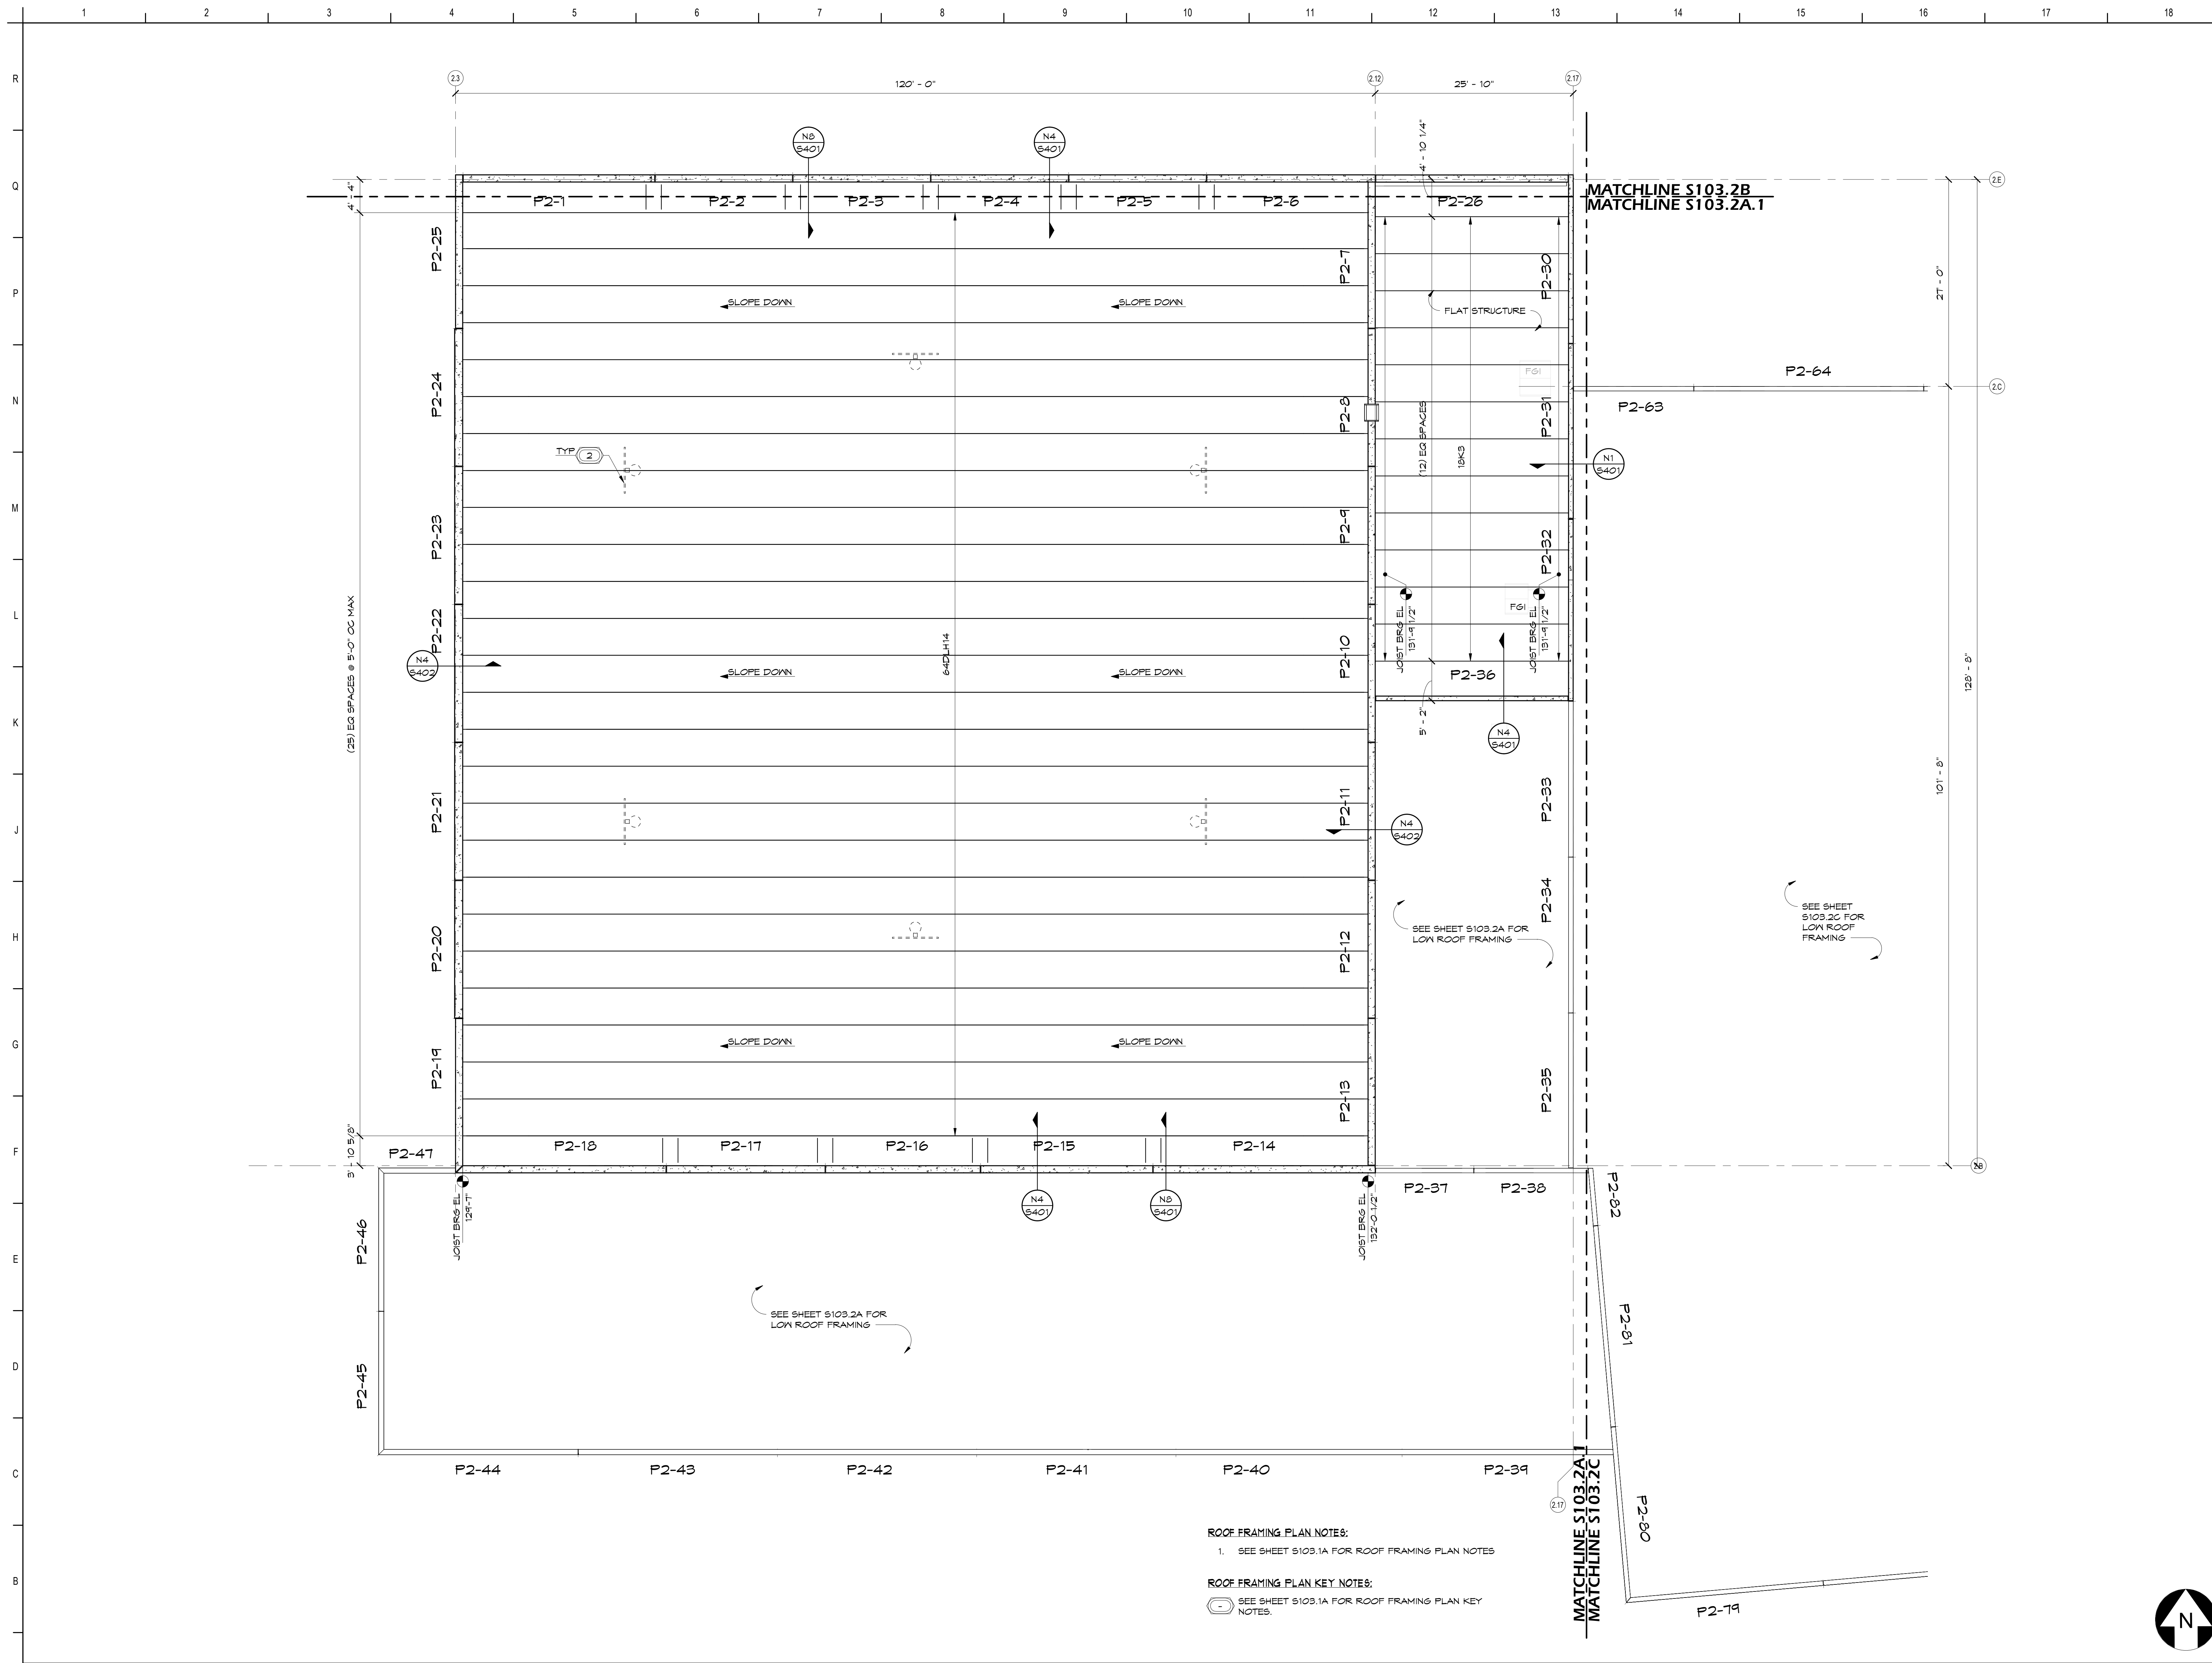 1 2 3 4 5 6 7 8 9 10 11 12 13 14 15 16 17 18
R
Q
P
N
M
L
K
J
H
G
F
E
D
C
B
2.3
120' - 0"
2.12
25' - 10"
2.17
N8
S401
N4
S401
4' - 10 1/4"
4' - 4"
P2-1
P2-2
P2-3
P2-4
P2-5
P2-6
P2-26
MATCHLINE S103.2B
MATCHLINE S103.2A.1
2.E
P2-25
P2-7
P2-30
SLOPE DOWN
SLOPE DOWN
FLAT STRUCTURE
27' - 0"
FG1
P2-64
2.C
P2-24
P2-8
P2-31
P2-63
(12) EQ SPACES
18K3
TYP
2
N1
S401
P2-23
P2-9
P2-32
(25) EQ SPACES @ 5'-0" OC MAX
P2-22
64DLH14
P2-10
JOIST BRG EL
131'-9 1/2"
FG1
JOIST BRG EL
131'-9 1/2"
N4
S402
SLOPE DOWN
SLOPE DOWN
P2-36
128' - 8"
5' - 2"
N4
S401
101' - 8"
P2-21
P2-11
P2-33
N4
S402
P2-34
SEE SHEET
S103.2C FOR
LOW ROOF
FRAMING
SEE SHEET S103.2A FOR
LOW ROOF FRAMING
P2-20
P2-12
SLOPE DOWN
SLOPE DOWN
P2-19
P2-13
P2-35
3' - 10 5/8"
P2-47
P2-18
P2-17
P2-16
P2-15
P2-14
2.B
N4
S401
N8
S401
JOIST BRG EL
129'-7"
JOIST BRG EL
132'-0 1/2"
P2-37
P2-38
P2-82
P2-46
SEE SHEET S103.2A FOR
LOW ROOF FRAMING
P2-81
P2-45
P2-44
P2-43
P2-42
P2-41
P2-40
P2-39
2.17
MATCHLINE S103.2A.1
MATCHLINE S103.2C
P2-80
P2-79
ROOF FRAMING PLAN NOTES:
1. SEE SHEET S103.1A FOR ROOF FRAMING PLAN NOTES
ROOF FRAMING PLAN KEY NOTES:
- SEE SHEET S103.1A FOR ROOF FRAMING PLAN KEY
NOTES.
N